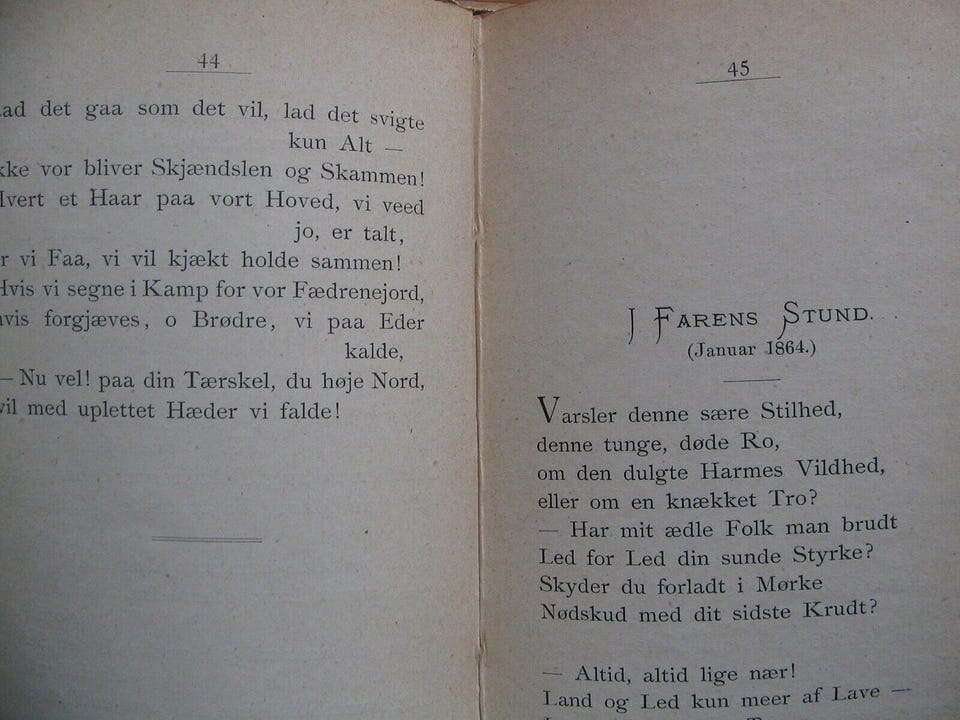 44
ad det gaa som det vil, lad det svigte
kun Alt —
kke vor bliver Skjændslen og Skammen!
vert et Haar paa vort Hoved, vi veed
jo, er talt,
r vi Faa, vi vil kjækt holde sammen!
Hvis vi segne i Kamp for vor Fædrenejord,
vis forgjæves, o Brødre, vi paa Eder
kalde,
— Nu vel! paa din Tærskel, du høje Nord,
vil med uplettet Hæder vi falde!
45
J FARENS STUND.
(Januar 1864.)
Varsler denne sære Stilhed,
denne tunge, døde Ro,
om den dulgte Harmes Vildhed,
eller om en knækket Tro?
— Har mit ædle Folk man brudt
Led for Led din sunde Styrke?
Skyder du forladt i Mørke
Nødskud med dit sidste Krudt?
— Altid, altid lige nær!
Land og Led kun meer af Lave —